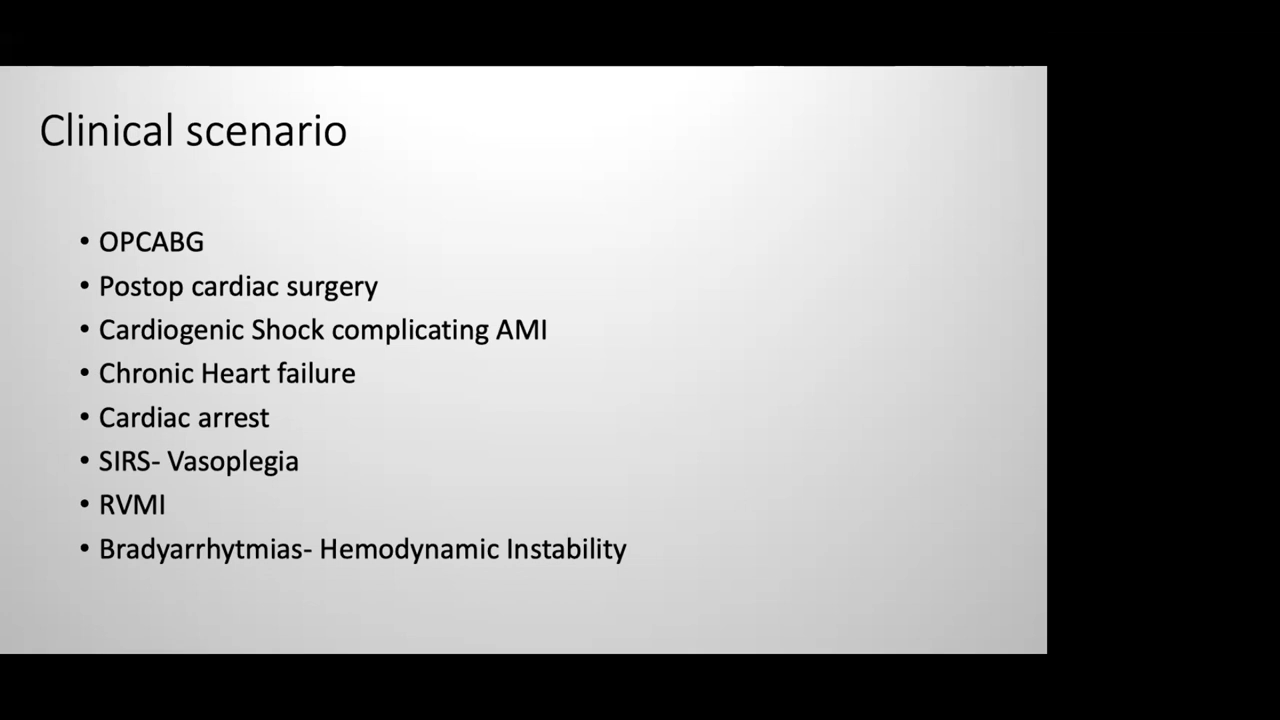 Clinical scenario
• OPCABG
• Postop cardiac surgery
• Cardiogenic Shock complicating AMI
• Chronic Heart failure
• Cardiac arrest
• SIRS- Vasoplegia
• RVMI
• Bradyarrhytmias- Hemodynamic Instability